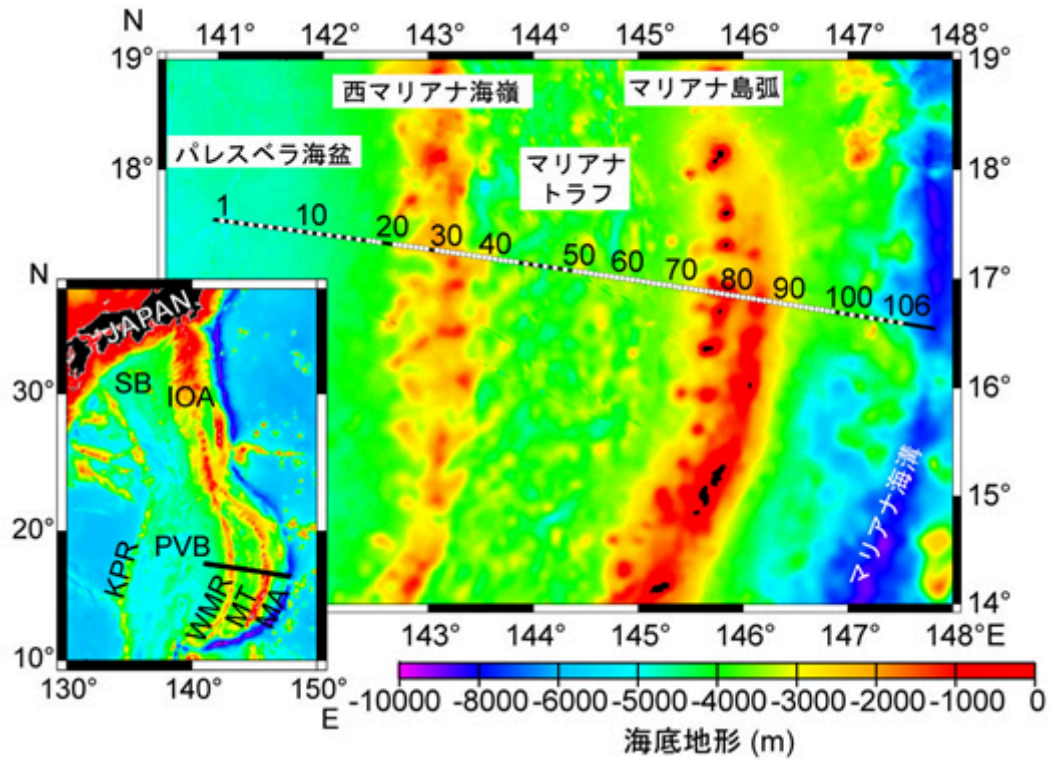 N
141° 142° 143° 144° 145° 146° 147° 148°
19° 19°
西マリアナ海嶺
マリアナ島弧
パレスベラ海盆
マリアナ
トラフ
18° 18°
1 10 20 30 40 50 60 70 80 90 100 106
17°
16°
15°
14°
マリアナ海溝
143° 144° 145° 146° 147° 148° E
N
JAPAN
SB IOA
30°
20°
PVB
KPR
WMR
MT
MA
10°
130° 140° 150°
E
-10000 -8000 -6000 -5000 -4000 -3000 -2000 -1000 0
海底地形 (m)